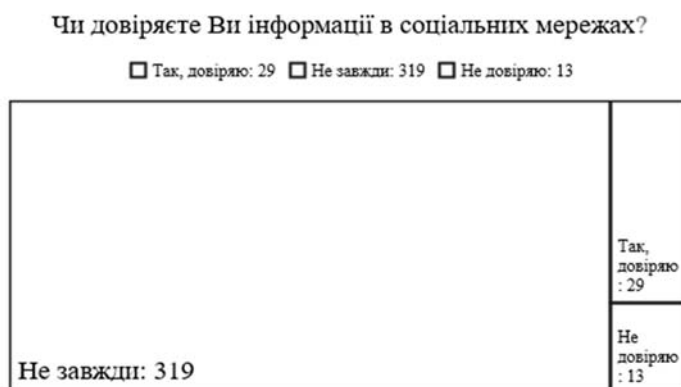 Чи довіряєте Ви інформації в соціальних мережах?
Так, довіряю: 29 Не завжди: 319 Не довіряю: 13
Так,
довіряю
: 29
Не
довіряю
: 13
Не завжди: 319